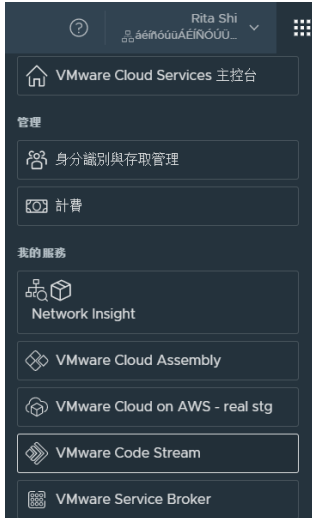 Rita Shi
áéíñóúüÁÉÍÑÓÚÜ...
VMware Cloud Services 主控台
管理
身分識別與存取管理
計費
我的服務
Network Insight
VMware Cloud Assembly
VMware Cloud on AWS - real stg
VMware Code Stream
VMware Service Broker